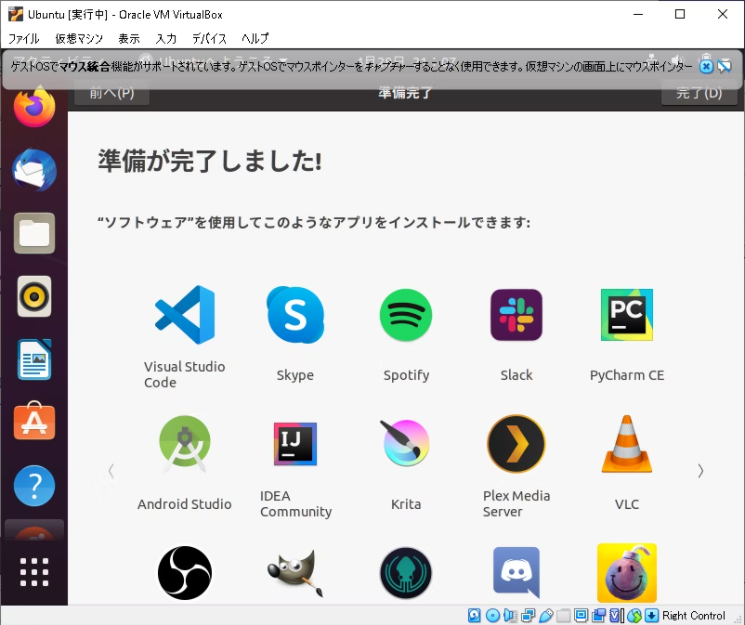 Ubuntu [実行中] - Oracle VM VirtualBox
ファイル 仮想マシン 表示 入力 デバイス ヘルプ
ゲストOSでマウス統合機能がサポートされています。ゲストOSでマウスポインターをキャプチャーすることなく使用できます。仮想マシンの画面上にマウスポインター
前へ(P) 準備完了 完了(D)
準備が完了しました!
“ソフトウェア”を使用してこのようなアプリをインストールできます:
Visual Studio
Code
Skype
Spotify
Slack
PC
PyCharm CE
Android Studio
IJ
IDEA
Community
Krita
Plex Media
Server
VLC
Right Control